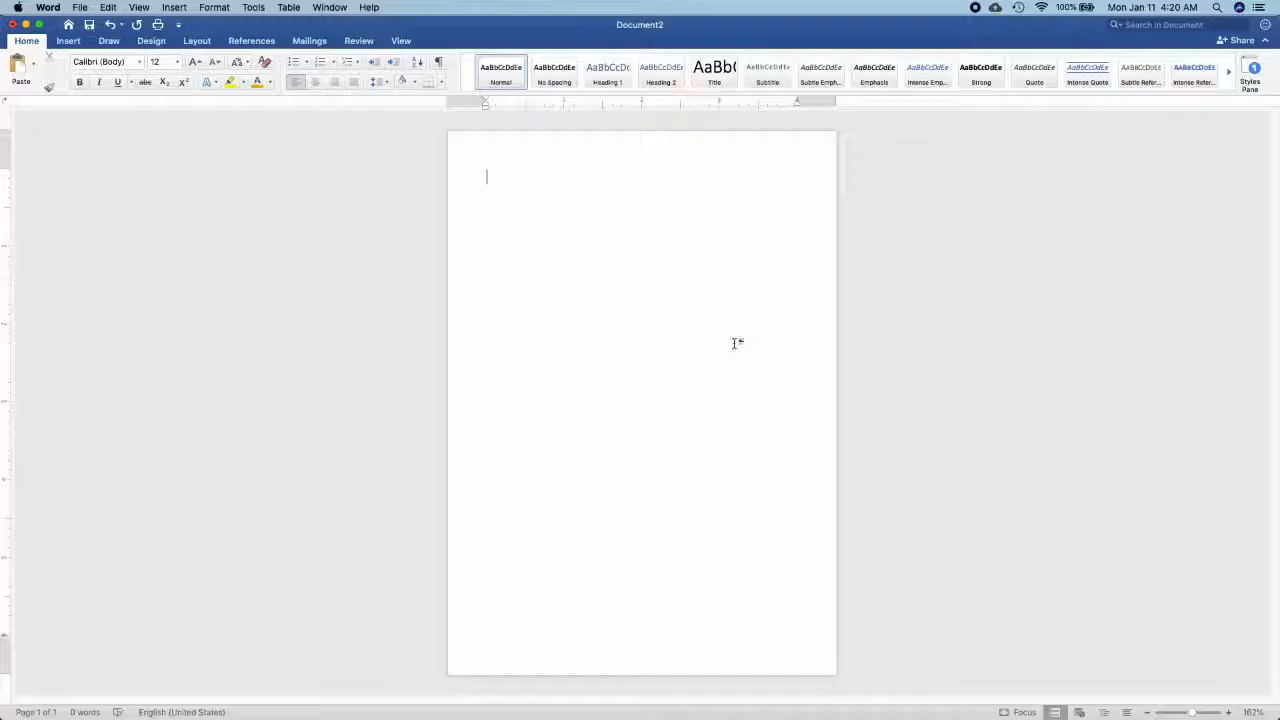 Word File Edit View Insert Format Tools Table Window Help 100% Mon Jan 11 4:20 AM
Document2 Search in Document
Home Insert Draw Design Layout References Mailings Review View Share
Calibri (Body) 12
Paste
AaBbCcDdEe AaBbCcDdEe AaBbCcDc AaBbCcDdEe AaBb( AaBbCcDdEe AaBbCcDdEe AaBbCcDdEe AaBbCcDdEe AaBbCcDdEe AaBbCcDdEe AaBbCcDdEe AaBbCcDdEe AaBbCcDdEe
Normal No Spacing Heading 1 Heading 2 Title Subtitle Subtle Emph... Emphasis Intense Emp... Strong Quote Intense Quote Subtle Refer... Intense Refer... Styles Pane
1 2 3 4
Page 1 of 1 0 words English (United States) Focus 162%